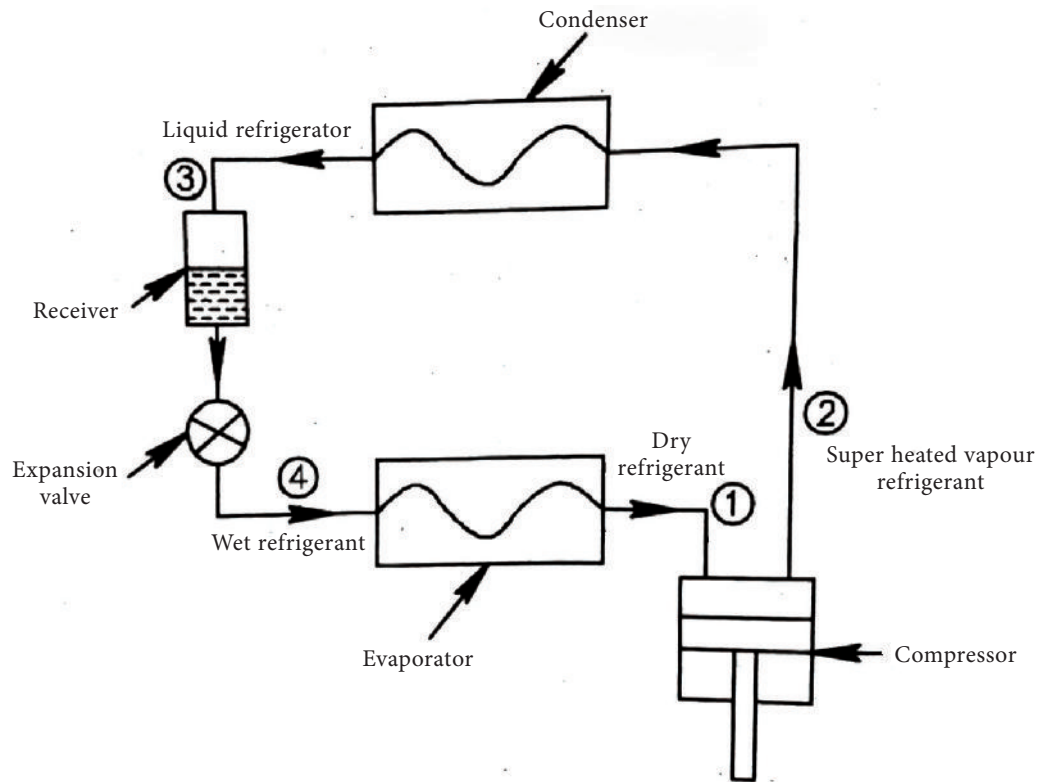 Condenser
Liquid refrigerator
3
Receiver
2
Expansion
valve
4
Dry
refrigerant
Super heated vapour
refrigerant
1
Wet refrigerant
Evaporator
Compressor